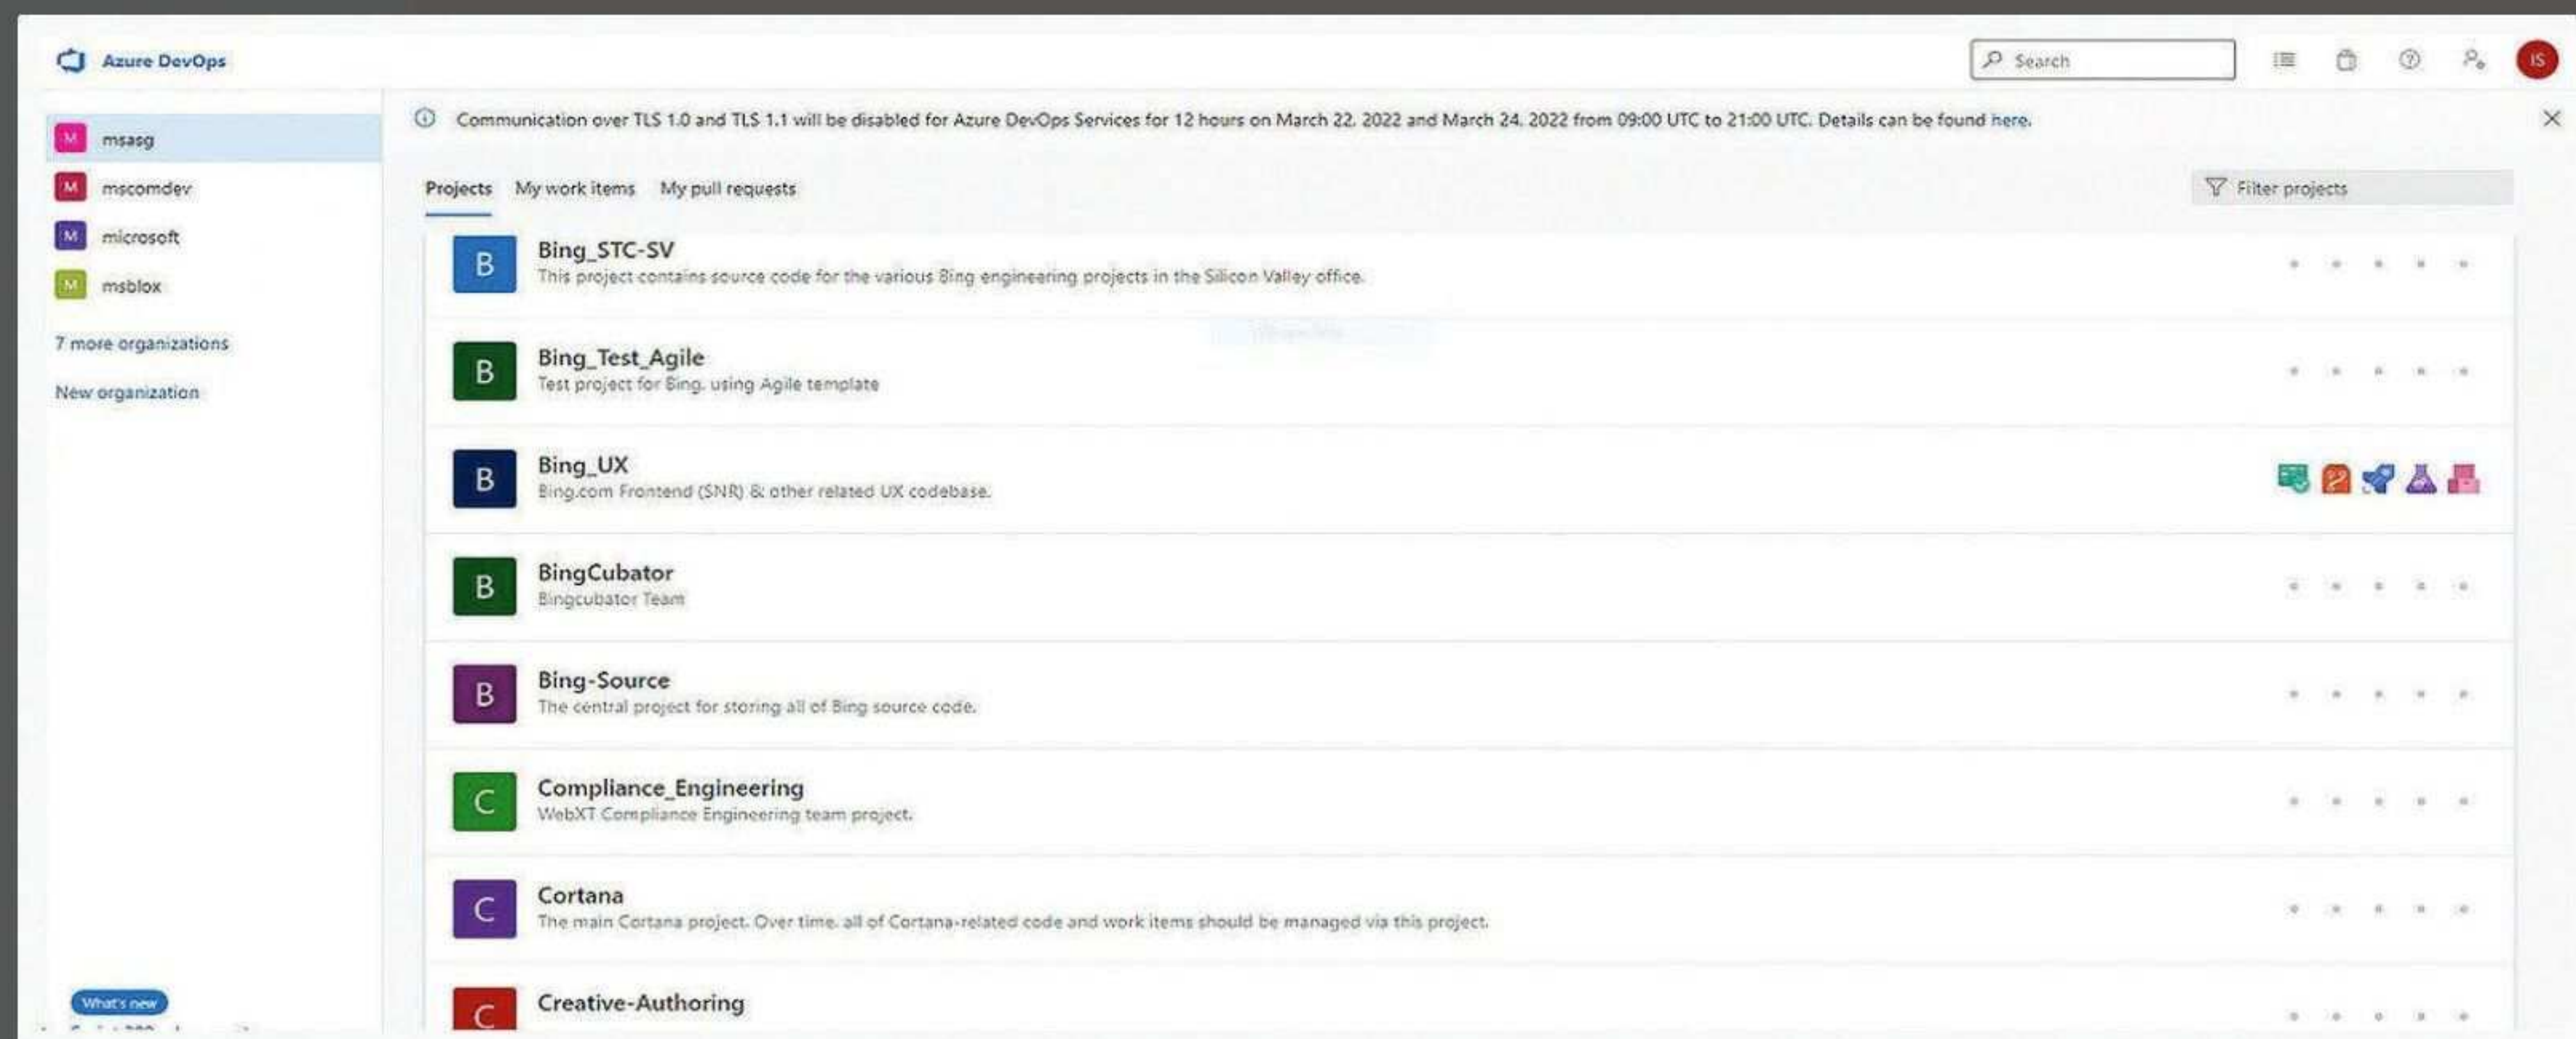 Azure DevOps
Search
IS
M msasg
M mscomdev
M microsoft
M msblox
7 more organizations
New organization
What's new
Communication over TLS 1.0 and TLS 1.1 will be disabled for Azure DevOps Services for 12 hours on March 22, 2022 and March 24, 2022 from 09:00 UTC to 21:00 UTC. Details can be found here.
Projects My work items My pull requests
Filter projects
B Bing_STC-SV
This project contains source code for the various Bing engineering projects in the Silicon Valley office.
B Bing_Test_Agile
Test project for Bing, using Agile template
B Bing_UX
Bing.com Frontend (SNR) & other related UX codebase.
B BingCubator
Bingcubator Team
B Bing-Source
The central project for storing all of Bing source code.
C Compliance_Engineering
WebXT Compliance Engineering team project.
C Cortana
The main Cortana project. Over time, all of Cortana-related code and work items should be managed via this project.
C Creative-Authoring